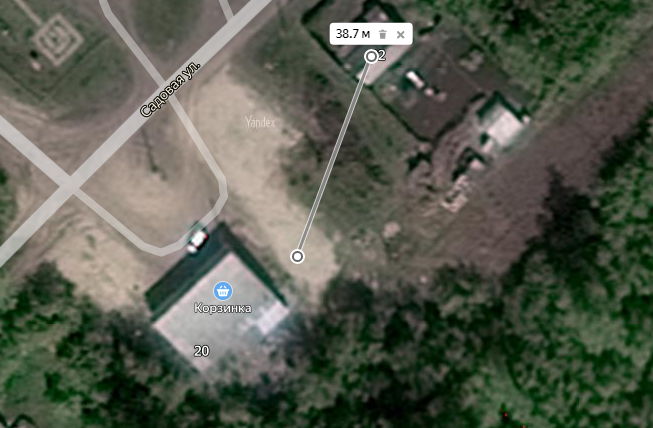 38.7 м
2
Садовая ул.
Yandex
Корзинка
20